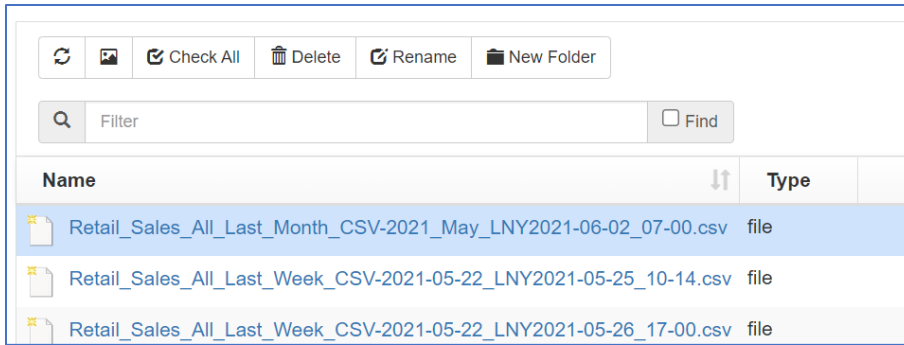 Check All Delete Rename New Folder
Filter Find
Name Type
Retail_Sales_All_Last_Month_CSV-2021_May_LNY2021-06-02_07-00.csv file
Retail_Sales_All_Last_Week_CSV-2021-05-22_LNY2021-05-25_10-14.csv file
Retail_Sales_All_Last_Week_CSV-2021-05-22_LNY2021-05-26_17-00.csv file